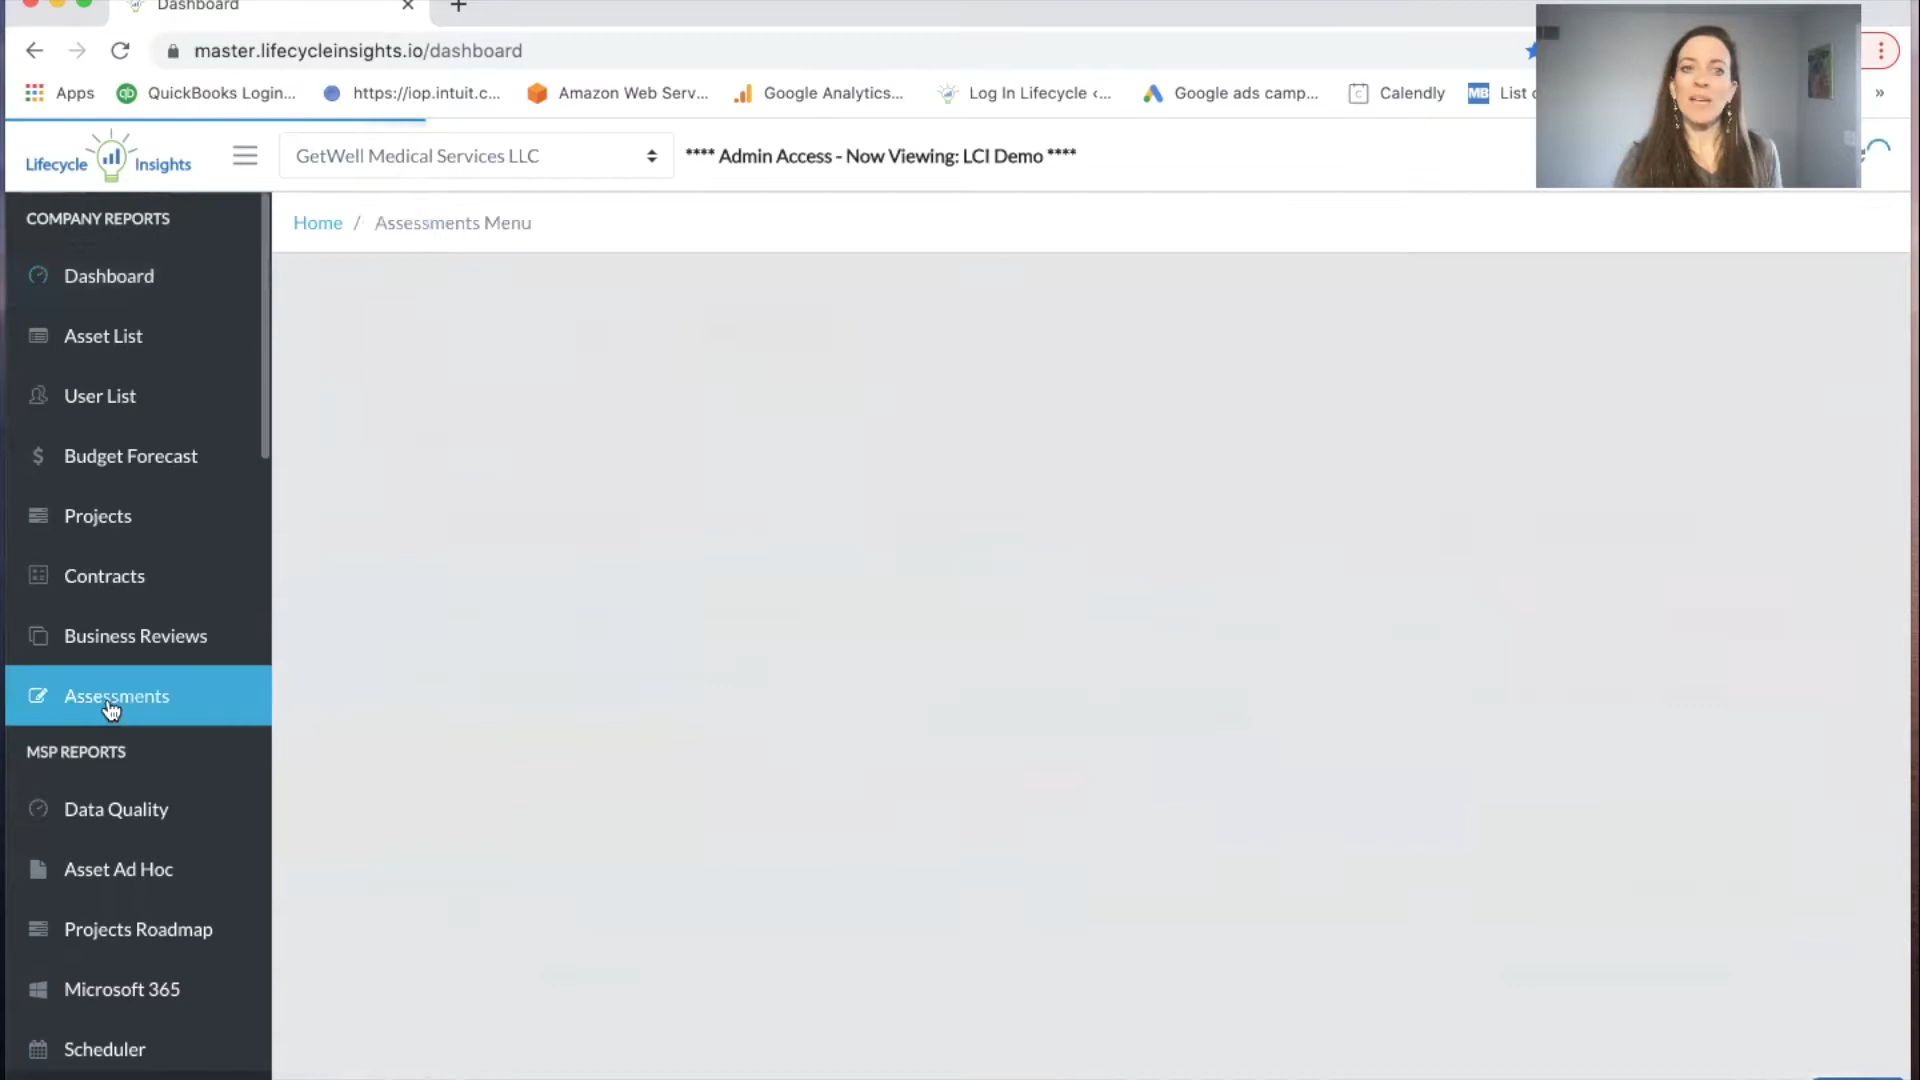 Dashboard
master.lifecycleinsights.io/dashboard
Apps
QuickBooks Login...
https://iop.intuit.c...
Amazon Web Serv...
Google Analytics...
Log In Lifecycle ‹...
Google ads camp...
Calendly
MB
List
»
Lifecycle Insights
GetWell Medical Services LLC
**** Admin Access - Now Viewing: LCI Demo ****
COMPANY REPORTS
Home / Assessments Menu
Dashboard
Asset List
User List
Budget Forecast
Projects
Contracts
Business Reviews
Assessments
MSP REPORTS
Data Quality
Asset Ad Hoc
Projects Roadmap
Microsoft 365
Scheduler